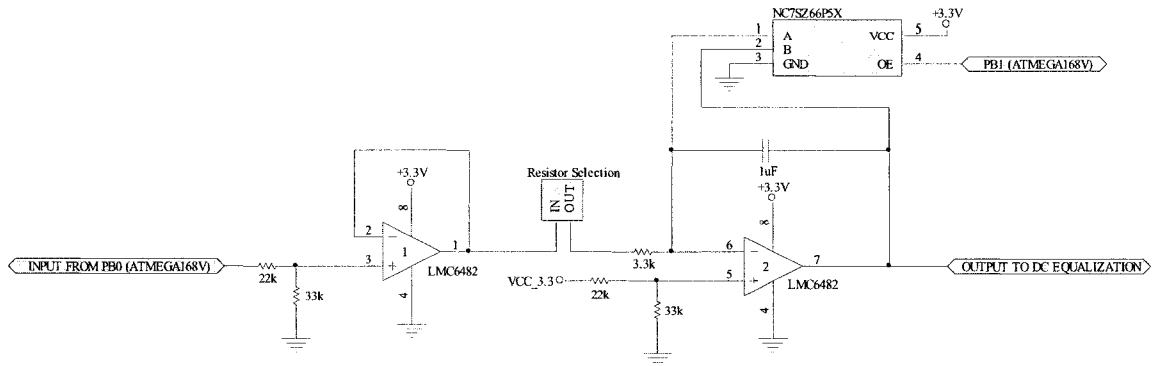 NC7SZ66P5X
+3.3V
1 A VCC 5
2 B
3 GND OE 4
PB1 (ATMEGA168V)
1uF
+3.3V
8
+3.3V
8
Resistor Selection
IN
OUT
2
1
1
3
LMC6482
4
INPUT FROM PB0 (ATMEGA168V)
22k
33k
3.3k
6
2
7
5
LMC6482
4
VCC_3.3
22k
33k
OUTPUT TO DC EQUALIZATION